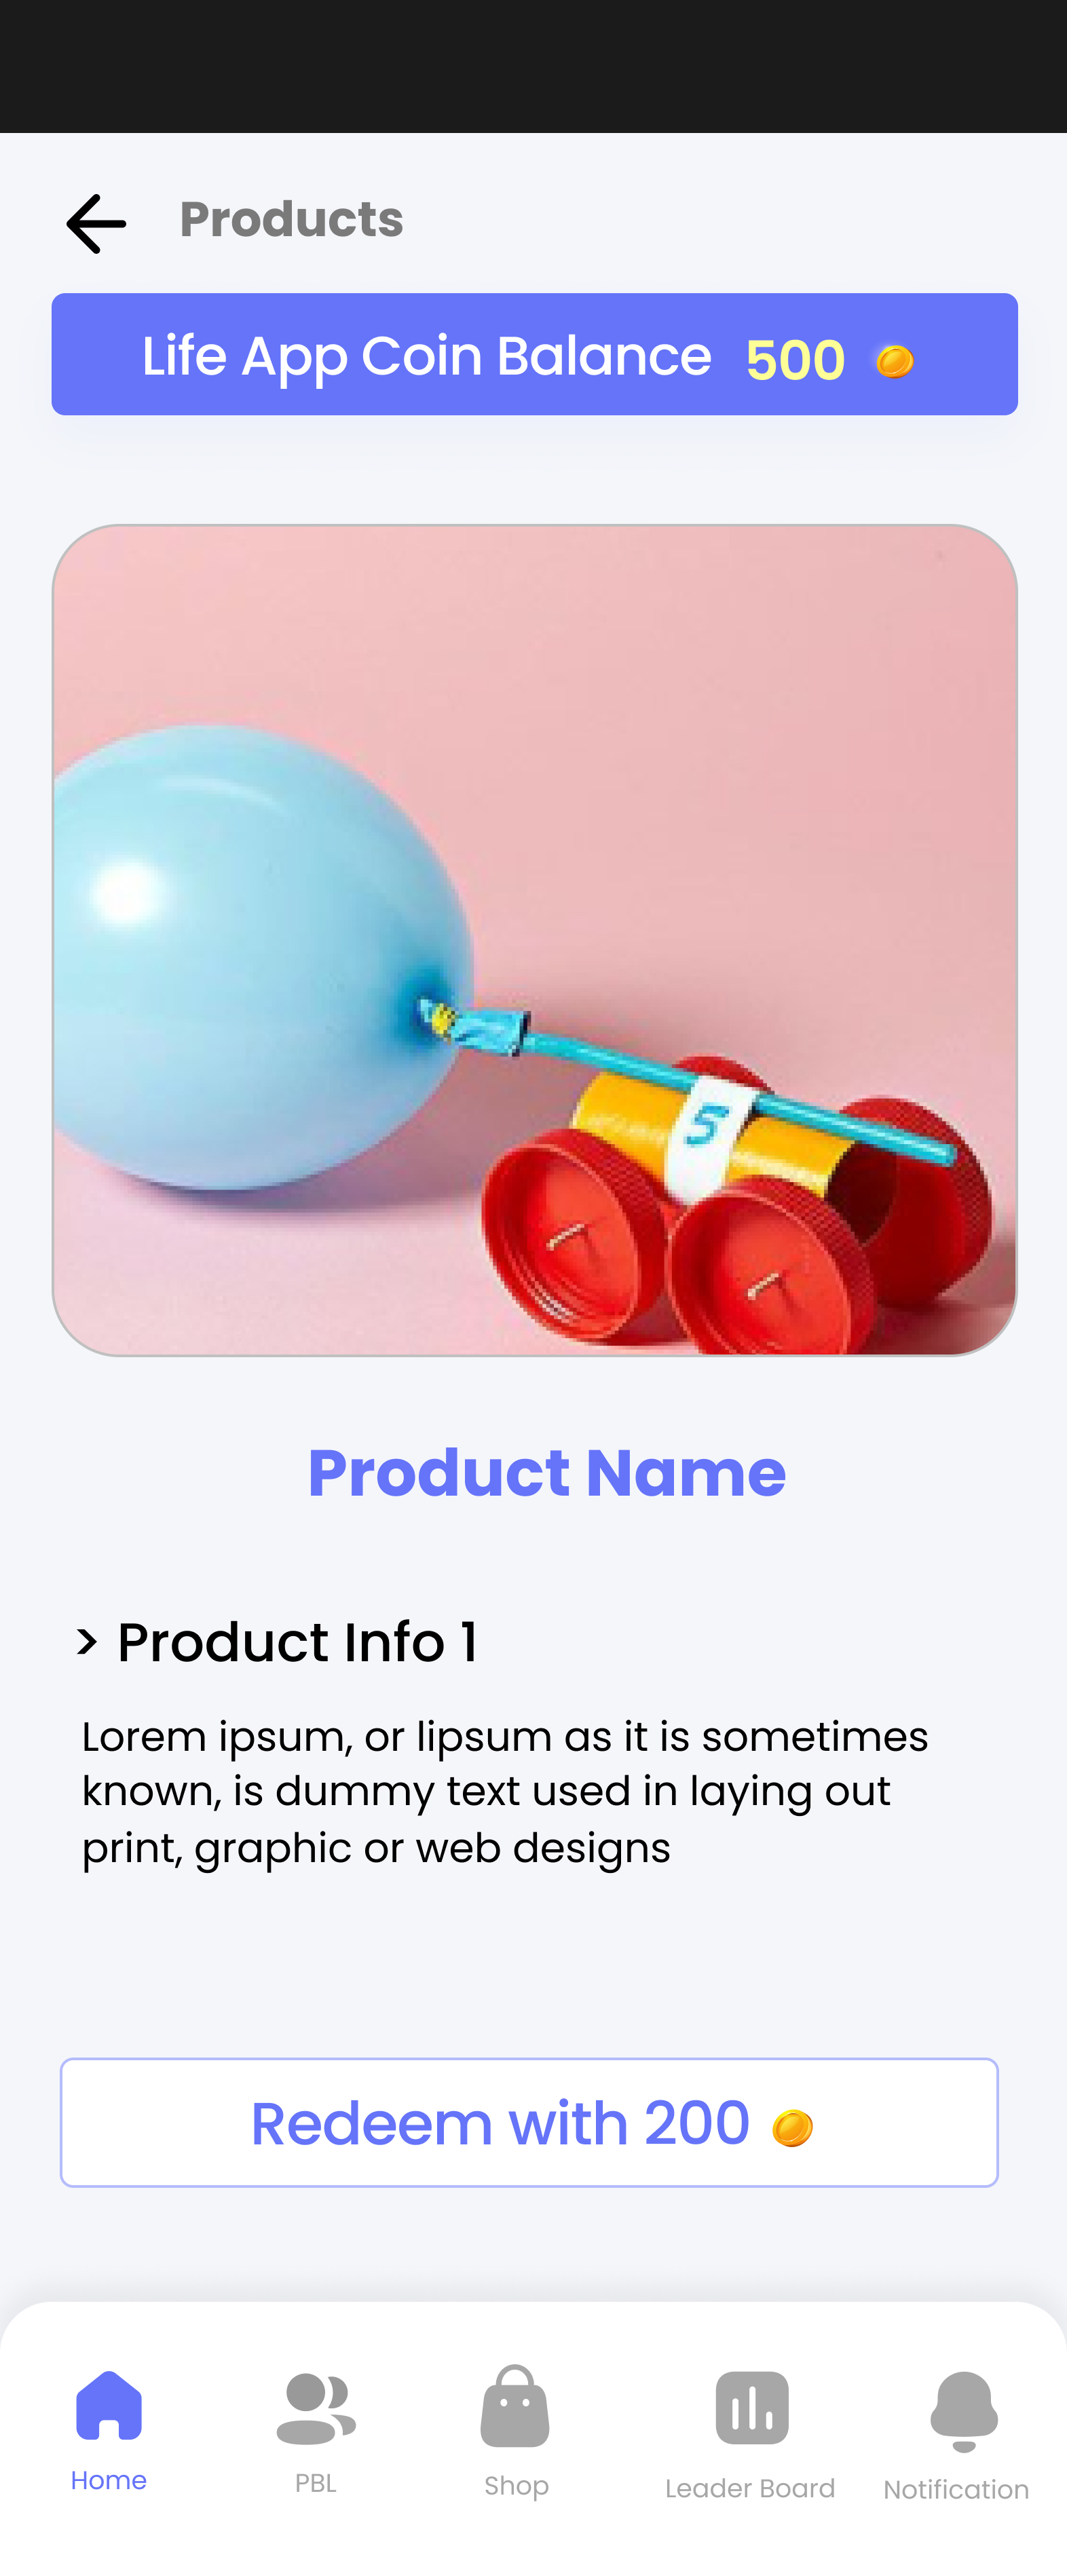 Products
Life App Coin Balance 500
5
Product Name
> Product Info 1
Lorem ipsum, or lipsum as it is sometimes
known, is dummy text used in laying out
print, graphic or web designs
Redeem with 200
Home
PBL
Shop
Leader Board
Notification